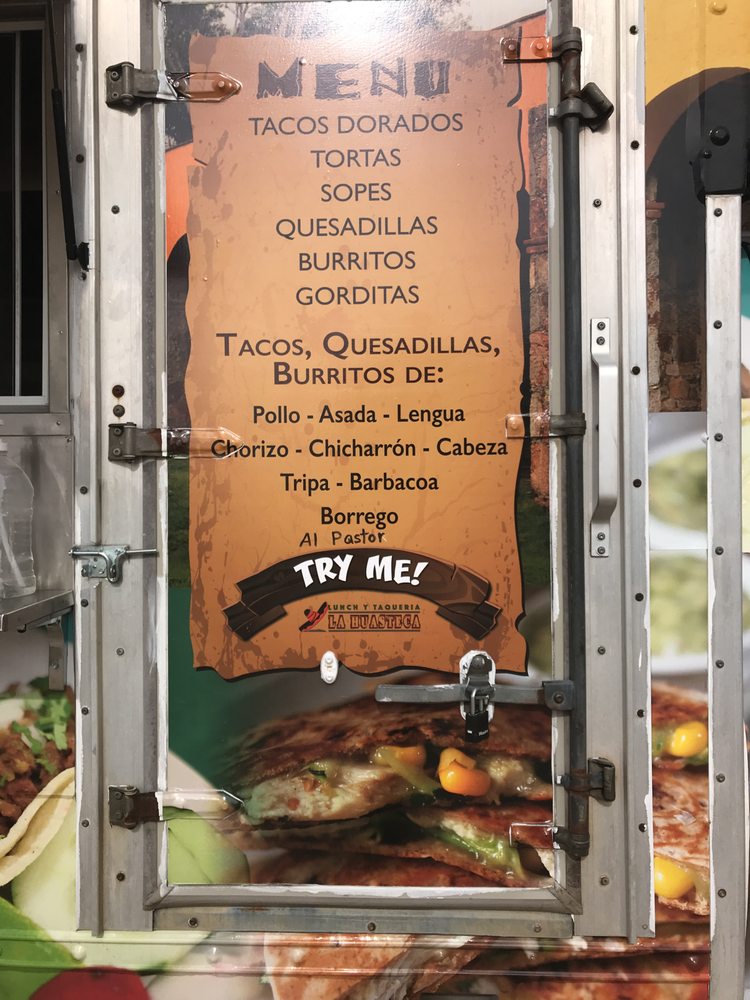 MENU
TACOS DORADOS
TORTAS
SOPES
QUESADILLAS
BURRITOS
GORDITAS
TACOS, QUESADILLAS,
BURRITOS DE:
Pollo - Asada - Lengua
Chorizo - Chicharrón - Cabeza
Tripa - Barbacoa
Borrego
Al Pastor
TRY ME!
LUNCH Y TAQUERIA
LA HUASTECA